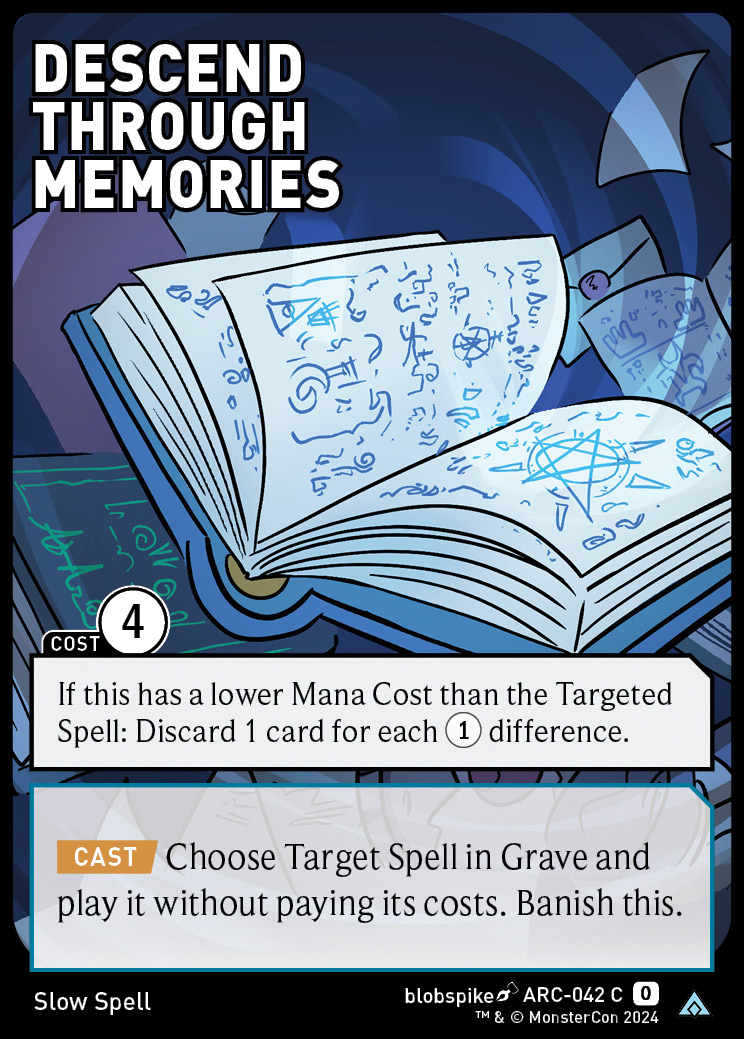 DESCEND
THROUGH
MEMORIES
COST 4
If this has a lower Mana Cost than the Targeted
Spell: Discard 1 card for each 1 difference.
CAST Choose Target Spell in Grave and
play it without paying its costs. Banish this.
Slow Spell
blobspike ARC-042 C 0
™ & © MonsterCon 2024